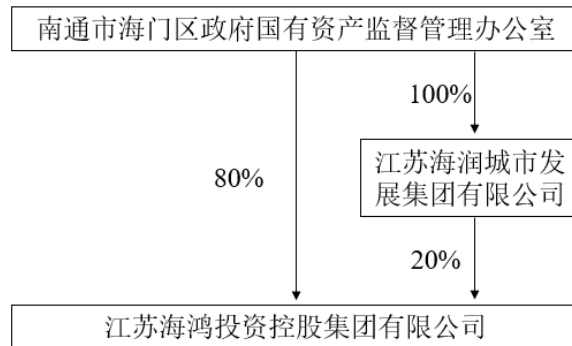 南通市海门区政府国有资产监督管理办公室
100%
江苏海润城市发
展集团有限公司
80%
20%
江苏海鸿投资控股集团有限公司